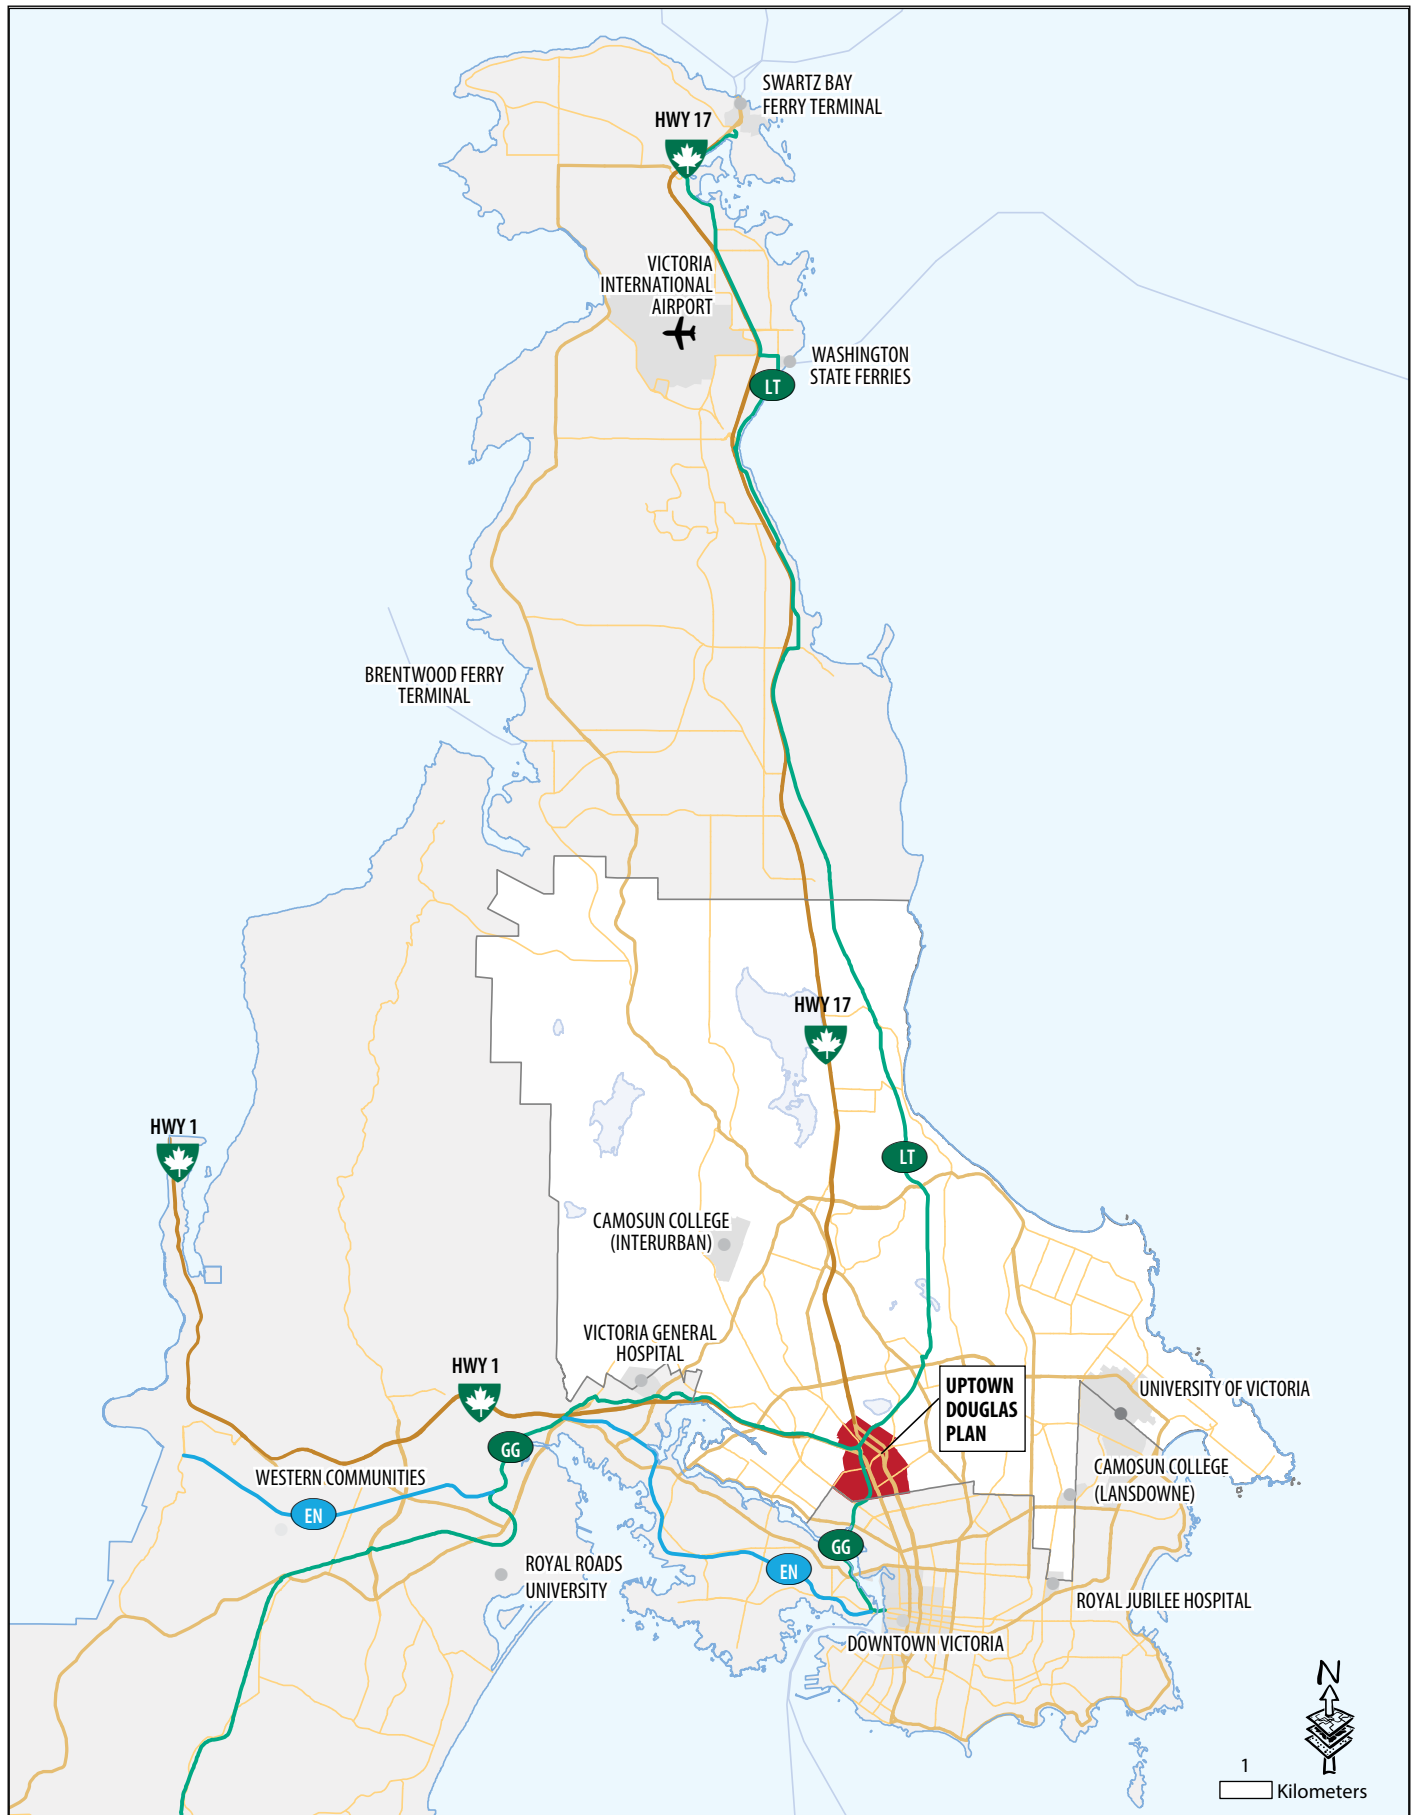 SWARTZ BAY
FERRY TERMINAL
HWY 17
VICTORIA
INTERNATIONAL
AIRPORT
WASHINGTON
STATE FERRIES
LT
BRENTWOOD FERRY
TERMINAL
HWY 17
HWY 1
LT
CAMOSUN COLLEGE
(INTERURBAN)
VICTORIA GENERAL
HOSPITAL
HWY 1
UPTOWN
DOUGLAS
PLAN
UNIVERSITY OF VICTORIA
GG
WESTERN COMMUNITIES
CAMOSUN COLLEGE
(LANSDOWNE)
EN
GG
EN
ROYAL ROADS
UNIVERSITY
ROYAL JUBILEE HOSPITAL
DOWNTOWN VICTORIA
N
1
Kilometers